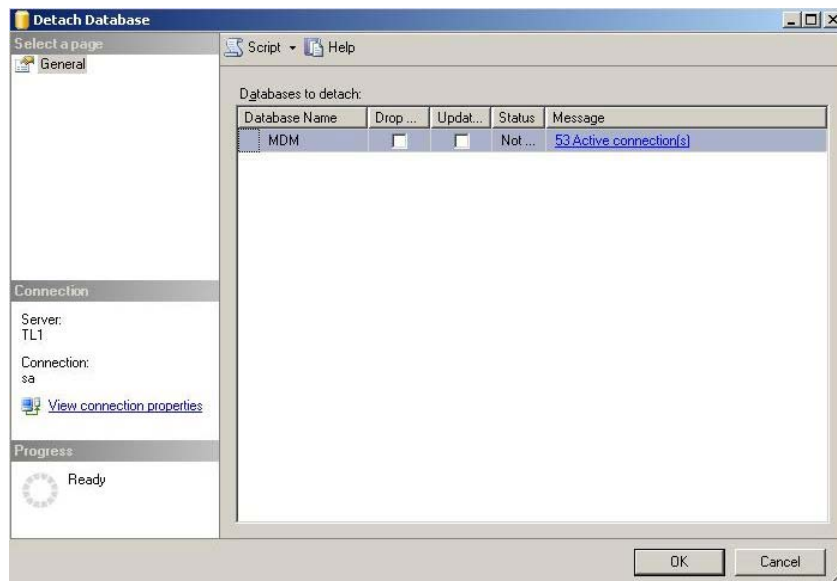 Detach Database
Select a page
General
Script Help
Databases to detach:
Database Name Drop ... Updat... Status Message
MDM Not ... 53 Active connection(s)
Connection
Server:
TL1
Connection:
sa
View connection properties
Progress
Ready
OK Cancel